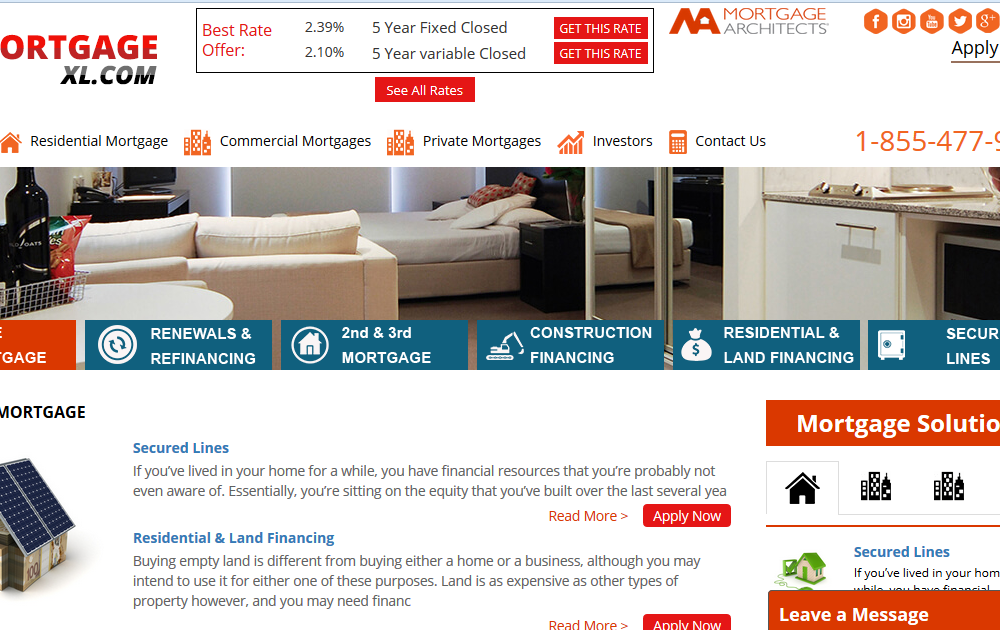 Best Rate Offer:
2.39% 5 Year Fixed Closed GET THIS RATE
2.10% 5 Year variable Closed GET THIS RATE
See All Rates
ORTGAGE
XL.COM
MORTGAGE
ARCHITECTS
Apply
Residential Mortgage Commercial Mortgages Private Mortgages Investors Contact Us
1-855-477-9
TGAGE
RENEWALS &
REFINANCING
2nd & 3rd
MORTGAGE
CONSTRUCTION
FINANCING
RESIDENTIAL &
LAND FINANCING
SECUR
LINES
MORTGAGE
Secured Lines
If you’ve lived in your home for a while, you have financial resources that you’re probably not
even aware of. Essentially, you’re sitting on the equity that you’ve built over the last several yea
Read More > Apply Now
Residential & Land Financing
Buying empty land is different from buying either a home or a business, although you may
intend to use it for either one of these purposes. Land is as expensive as other types of
property however, and you may need financ
Read More > Apply Now
Mortgage Solutio
Secured Lines
If you’ve lived in your hom
while, you have financial
Leave a Message